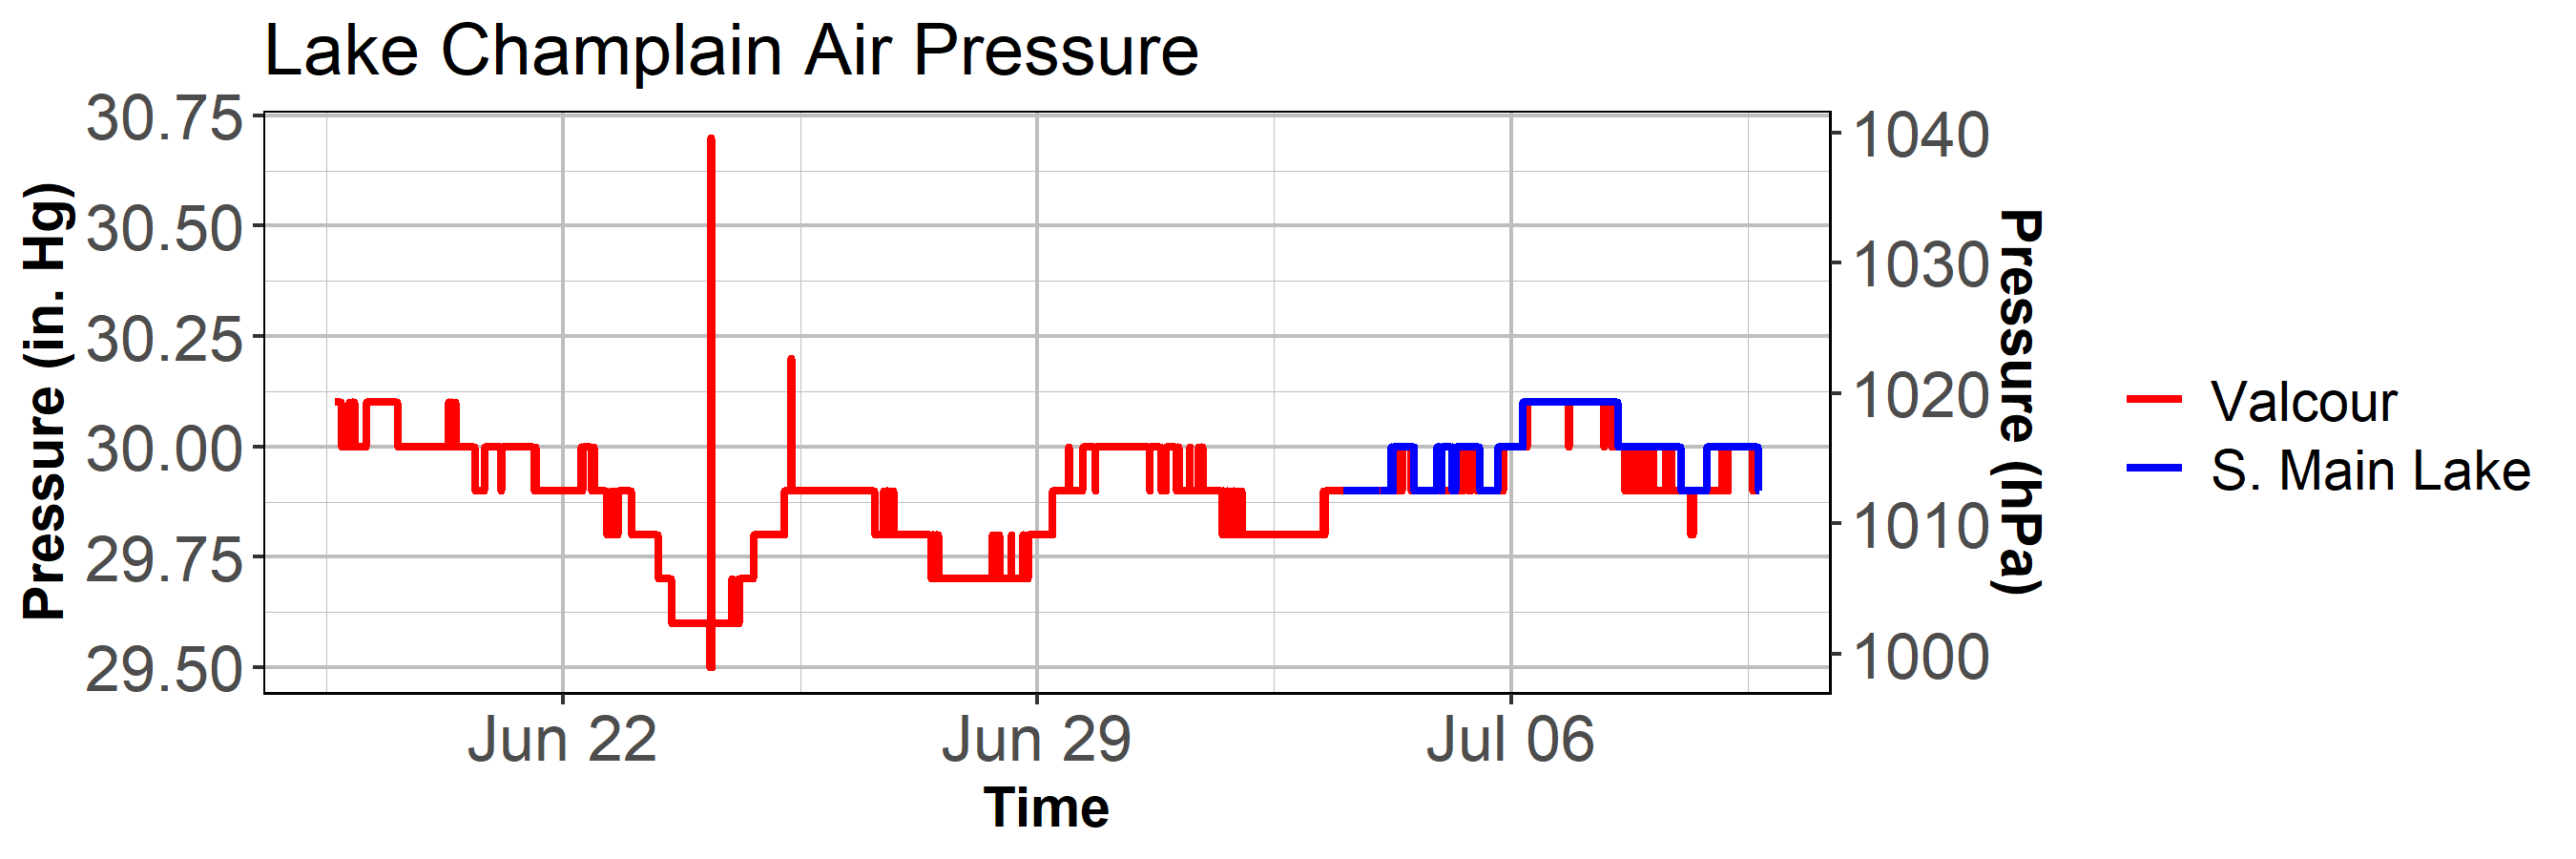 Lake Champlain Air Pressure
Pressure (in. Hg)
30.75
30.50
30.25
30.00
29.75
29.50
1040
1030
1020
1010
1000
Pressure (hPa)
Jun 22
Jun 29
Jul 06
Time
Valcour
S. Main Lake